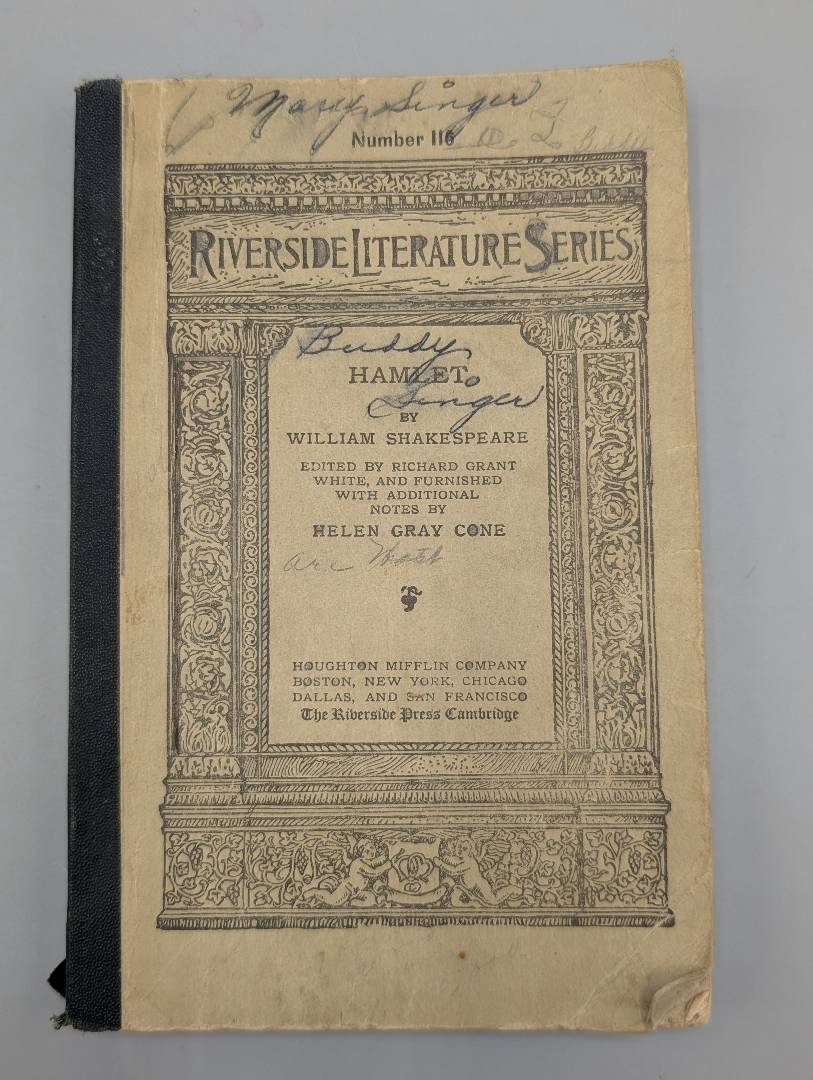 Mary Singer
Number 116
RIVERSIDE LITERATURE SERIES
Buddy
HAMLET
Singer
BY
WILLIAM SHAKESPEARE
EDITED BY RICHARD GRANT
WHITE, AND FURNISHED
WITH ADDITIONAL
NOTES BY
HELEN GRAY CONE
are
HOUGHTON MIFFLIN COMPANY
BOSTON, NEW YORK, CHICAGO
DALLAS, AND SAN FRANCISCO
The Riverside Press Cambridge